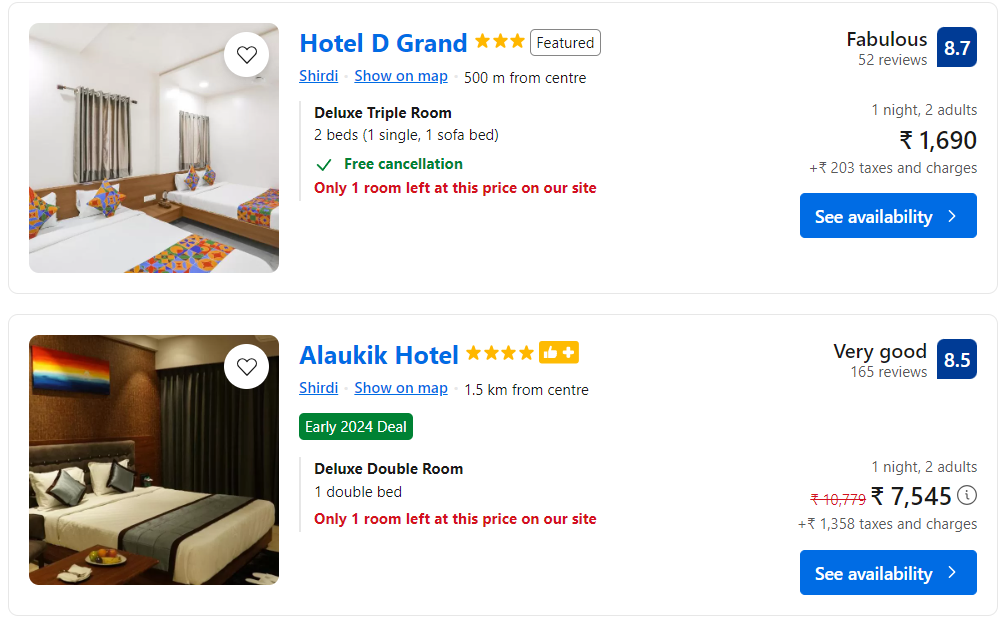 Hotel D Grand Featured
Shirdi · Show on map · 500 m from centre
Deluxe Triple Room
2 beds (1 single, 1 sofa bed)
Free cancellation
Only 1 room left at this price on our site
Fabulous 8.7
52 reviews
1 night, 2 adults
₹ 1,690
+₹ 203 taxes and charges
See availability
Alaukik Hotel
Shirdi · Show on map · 1.5 km from centre
Early 2024 Deal
Deluxe Double Room
1 double bed
Only 1 room left at this price on our site
Very good 8.5
165 reviews
1 night, 2 adults
₹ 10,779 ₹ 7,545
+₹ 1,358 taxes and charges
See availability